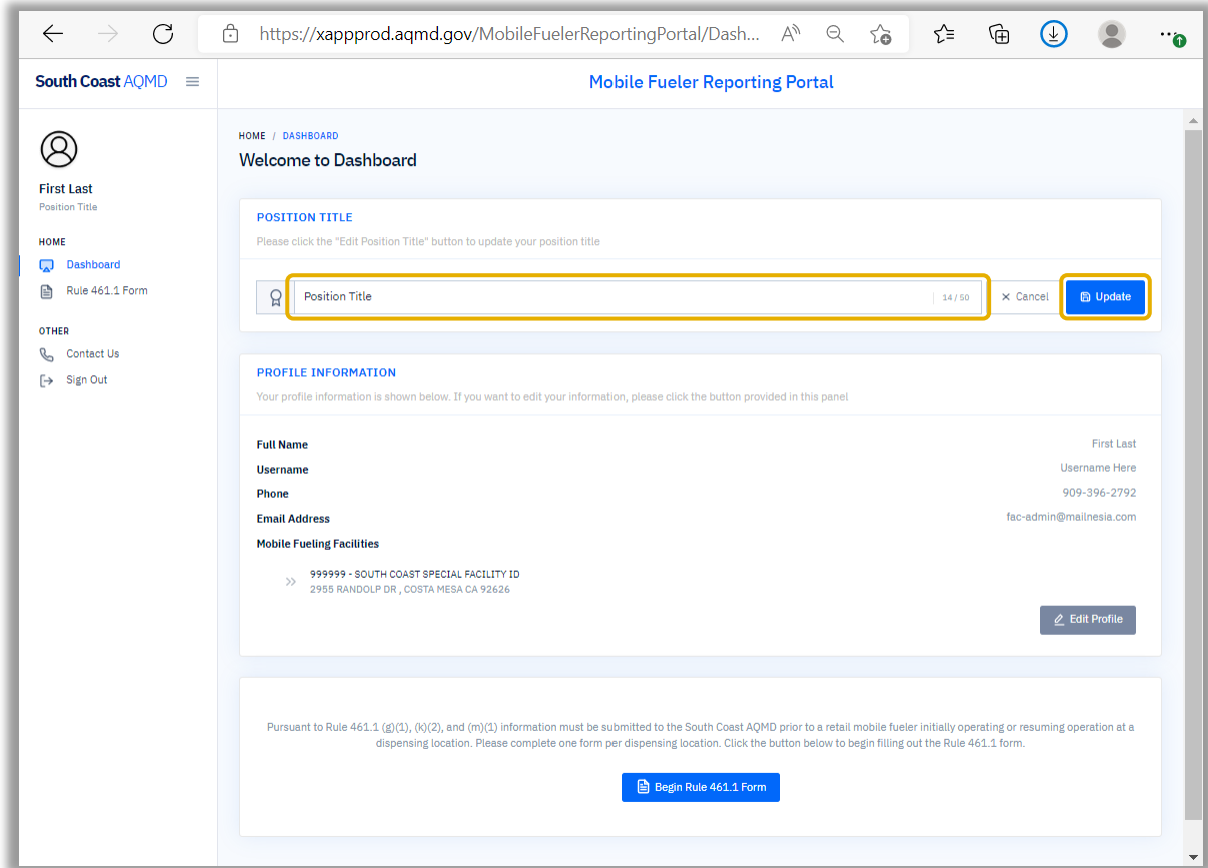 https://xappprod.aqmd.gov/MobileFuelerReportingPortal/Dash...
South Coast AQMD
Mobile Fueler Reporting Portal
First Last
Position Title
HOME
Dashboard
Rule 461.1 Form
OTHER
Contact Us
Sign Out
HOME / DASHBOARD
Welcome to Dashboard
POSITION TITLE
Please click the "Edit Position Title" button to update your position title
Position Title 14 / 50 Cancel Update
PROFILE INFORMATION
Your profile information is shown below. If you want to edit your information, please click the button provided in this panel
Full Name First Last
Username Username Here
Phone 909-396-2792
Email Address fac-admin@mailnesia.com
Mobile Fueling Facilities
999999 - SOUTH COAST SPECIAL FACILITY ID
2955 RANDOLP DR , COSTA MESA CA 92626
Edit Profile
Pursuant to Rule 461.1 (g)(1), (k)(2), and (m)(1) information must be submitted to the South Coast AQMD prior to a retail mobile fueler initially operating or resuming operation at a
dispensing location. Please complete one form per dispensing location. Click the button below to begin filling out the Rule 461.1 form.
Begin Rule 461.1 Form